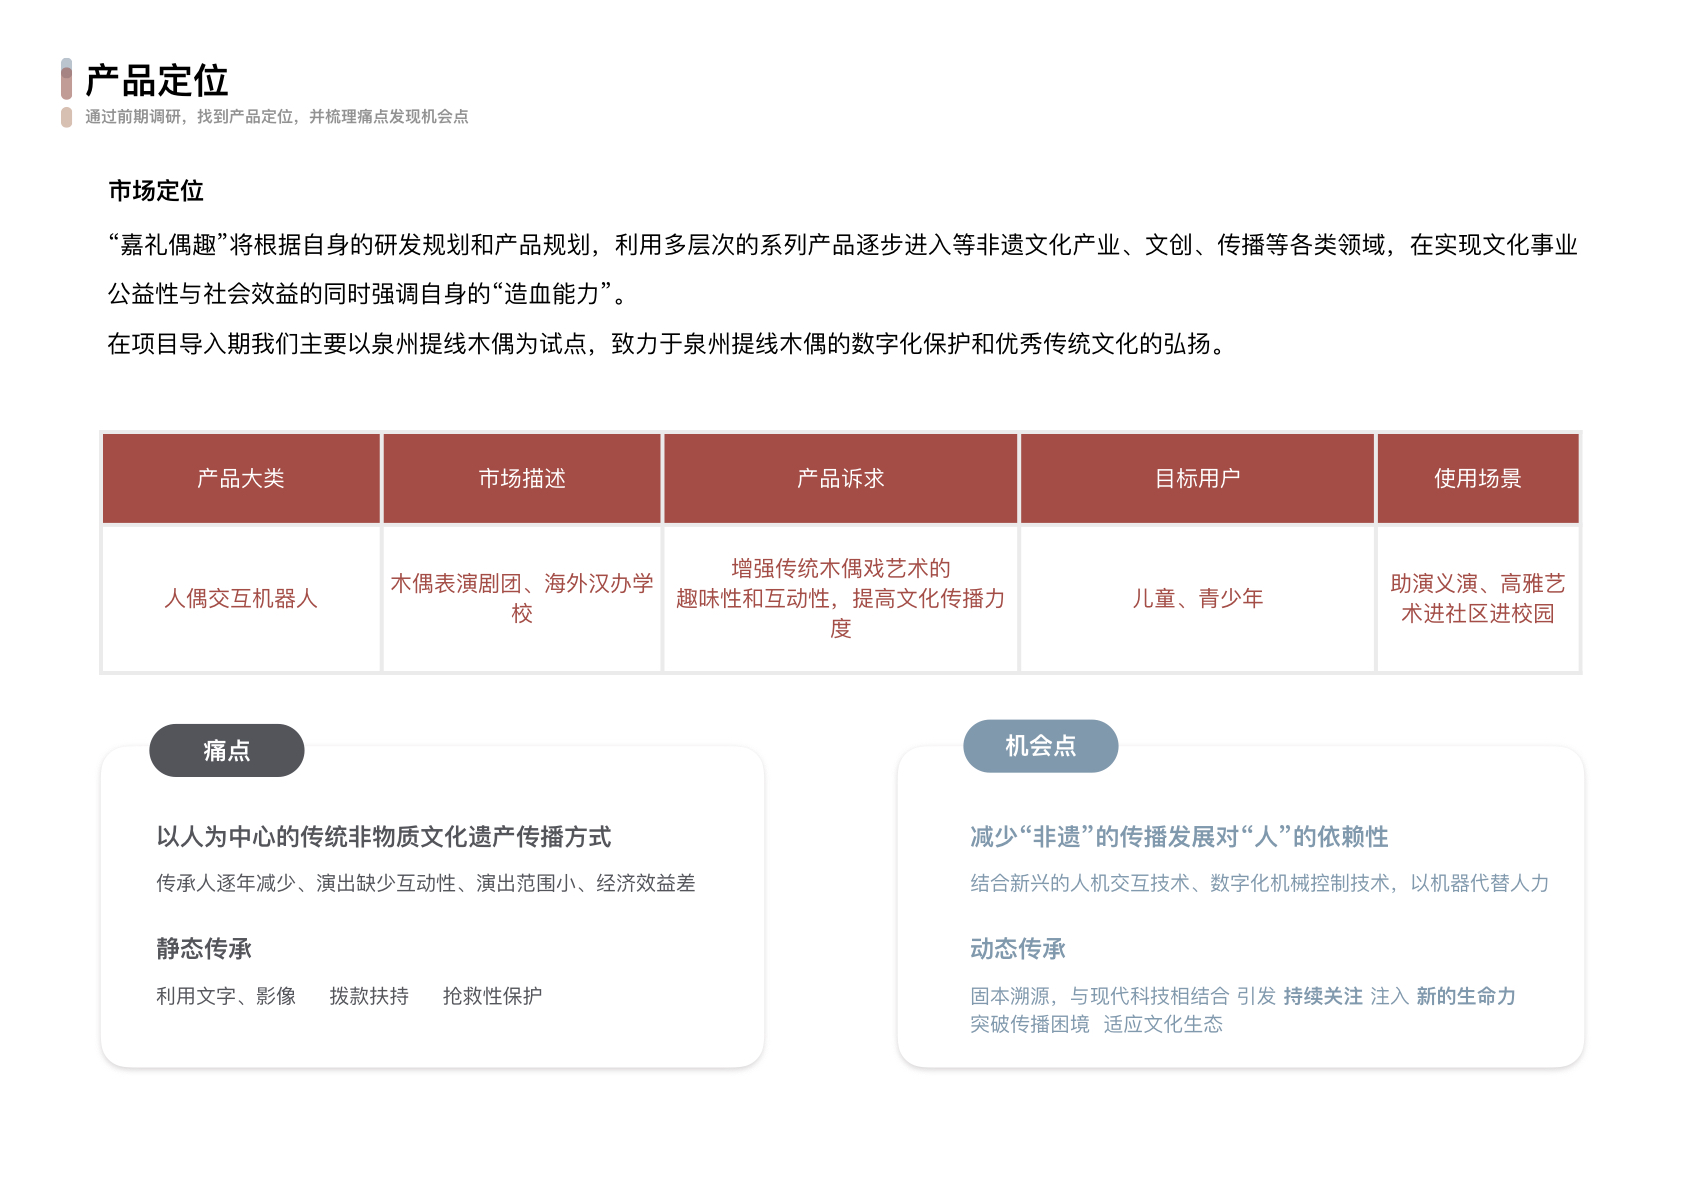 产品定位
通过前期调研，找到产品定位，并梳理痛点发现机会点
市场定位
“嘉礼偶趣”将根据自身的研发规划和产品规划，利用多层次的系列产品逐步进入等非遗文化产业、文创、传播等各类领域，在实现文化事业
公益性与社会效益的同时强调自身的“造血能力”。
在项目导入期我们主要以泉州提线木偶为试点，致力于泉州提线木偶的数字化保护和优秀传统文化的弘扬。
产品大类
市场描述
产品诉求
目标用户
使用场景
人偶交互机器人
木偶表演剧团、海外汉办学
校
增强传统木偶戏艺术的
趣味性和互动性，提高文化传播力
度
儿童、青少年
助演义演、高雅艺
术进社区进校园
痛点
以人为中心的传统非物质文化遗产传播方式
传承人逐年减少、演出缺少互动性、演出范围小、经济效益差
静态传承
利用文字、影像 拨款扶持 抢救性保护
机会点
减少“非遗”的传播发展对“人”的依赖性
结合新兴的人机交互技术、数字化机械控制技术，以机器代替人力
动态传承
固本溯源，与现代科技相结合 引发 持续关注 注入 新的生命力
突破传播困境 适应文化生态